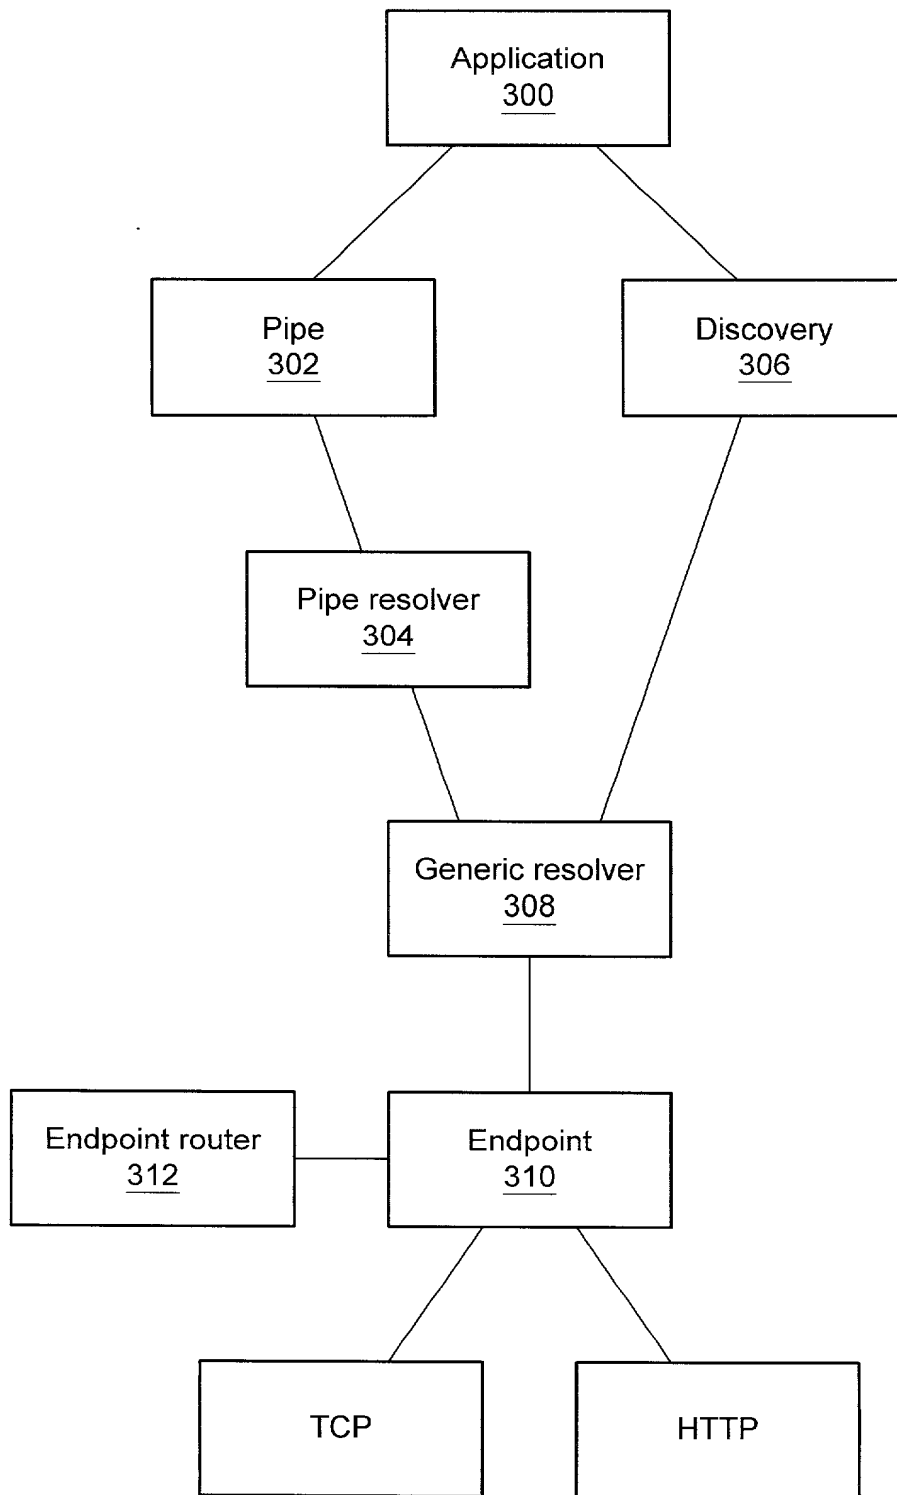 Application
300
Pipe
302
Discovery
306
Pipe resolver
304
Generic resolver
308
Endpoint router
312
Endpoint
310
TCP
HTTP